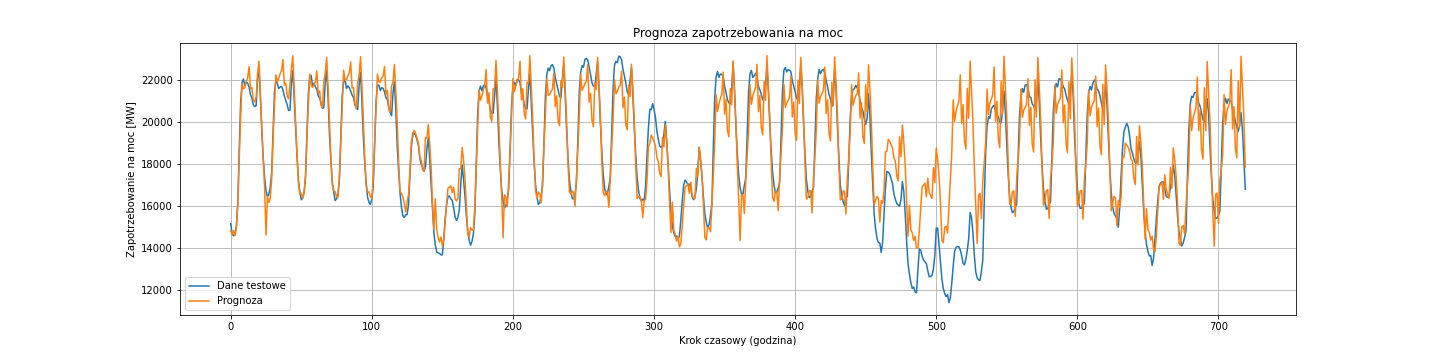 Prognoza zapotrzebowania na moc
Zapotrzebowanie na moc [MW]
22000
20000
18000
16000
14000
12000
Dane testowe
Prognoza
0 100 200 300 400 500 600 700
Krok czasowy (godzina)